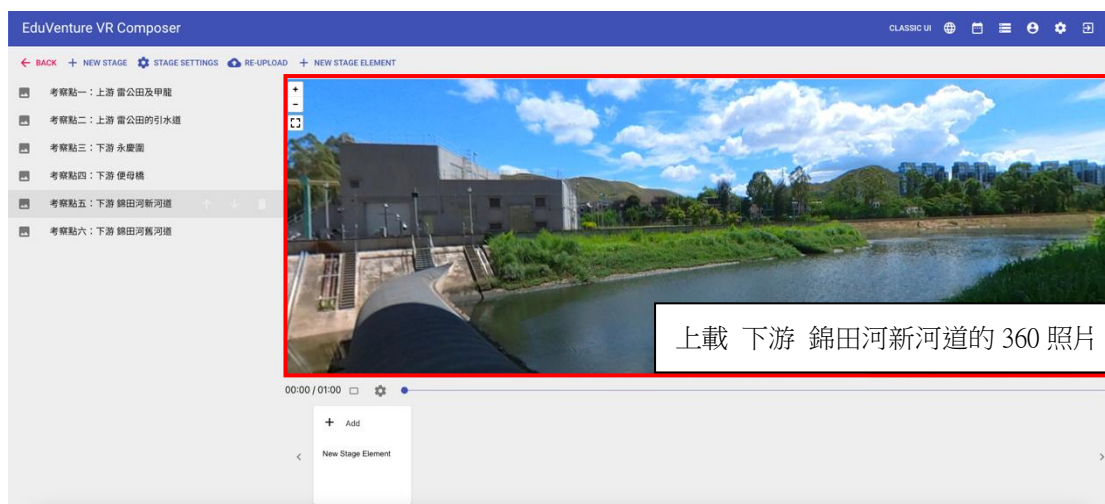 EduVenture VR Composer
CLASSIC UI
BACK + NEW STAGE STAGE SETTINGS RE-UPLOAD + NEW STAGE ELEMENT
考察點一：上游 雷公田及甲龍
考察點二：上游 雷公田的引水道
考察點三：下游 永慶圍
考察點四：下游 便母橋
考察點五：下游 錦田河新河道
考察點六：下游 錦田河舊河道
上載 下游 錦田河新河道的 360 照片
00:00 / 01:00
+ Add
New Stage Element